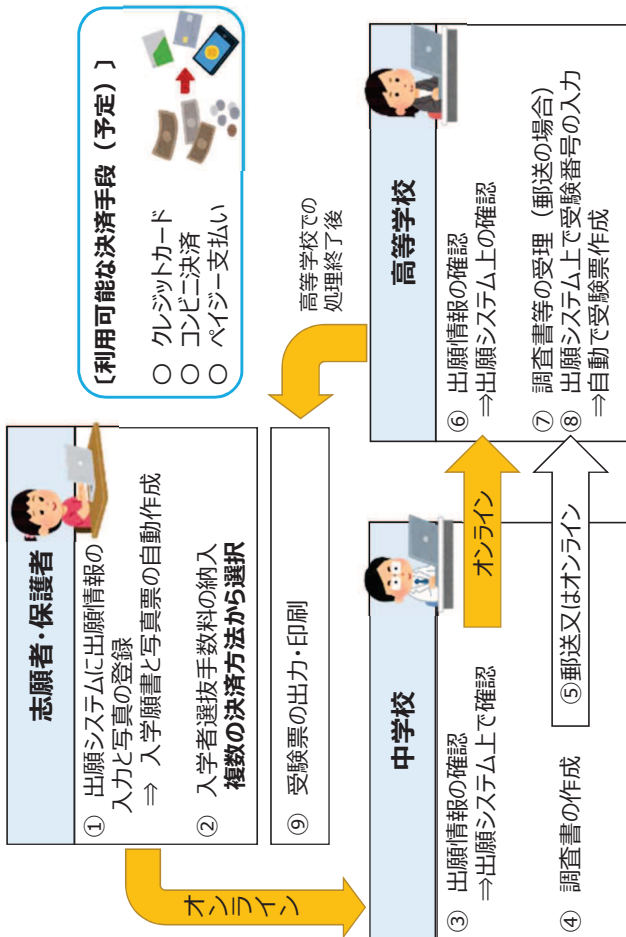 志願者・保護者
① 出願システムに出願情報の
入力と写真の登録
⇒ 入学願書と写真票の自動作成
② 入学者選抜手数料の納入
複数の決済方法から選択
⑨ 受験票の出力・印刷
〔利用可能な決済手段（予定）〕
○ クレジットカード
○ コンビニ決済
○ ペイジー支払い
オンライン
中学校
③ 出願情報の確認
⇒出願システム上で確認
④ 調査書の作成
オンライン
⑤郵送又はオンライン
高等学校
⑥ 出願情報の確認
⇒出願システム上の確認
⑦ 調査書等の受理（郵送の場合）
⑧ 出願システム上で受験番号の入力
⇒自動で受験票作成
高等学校での
処理終了後